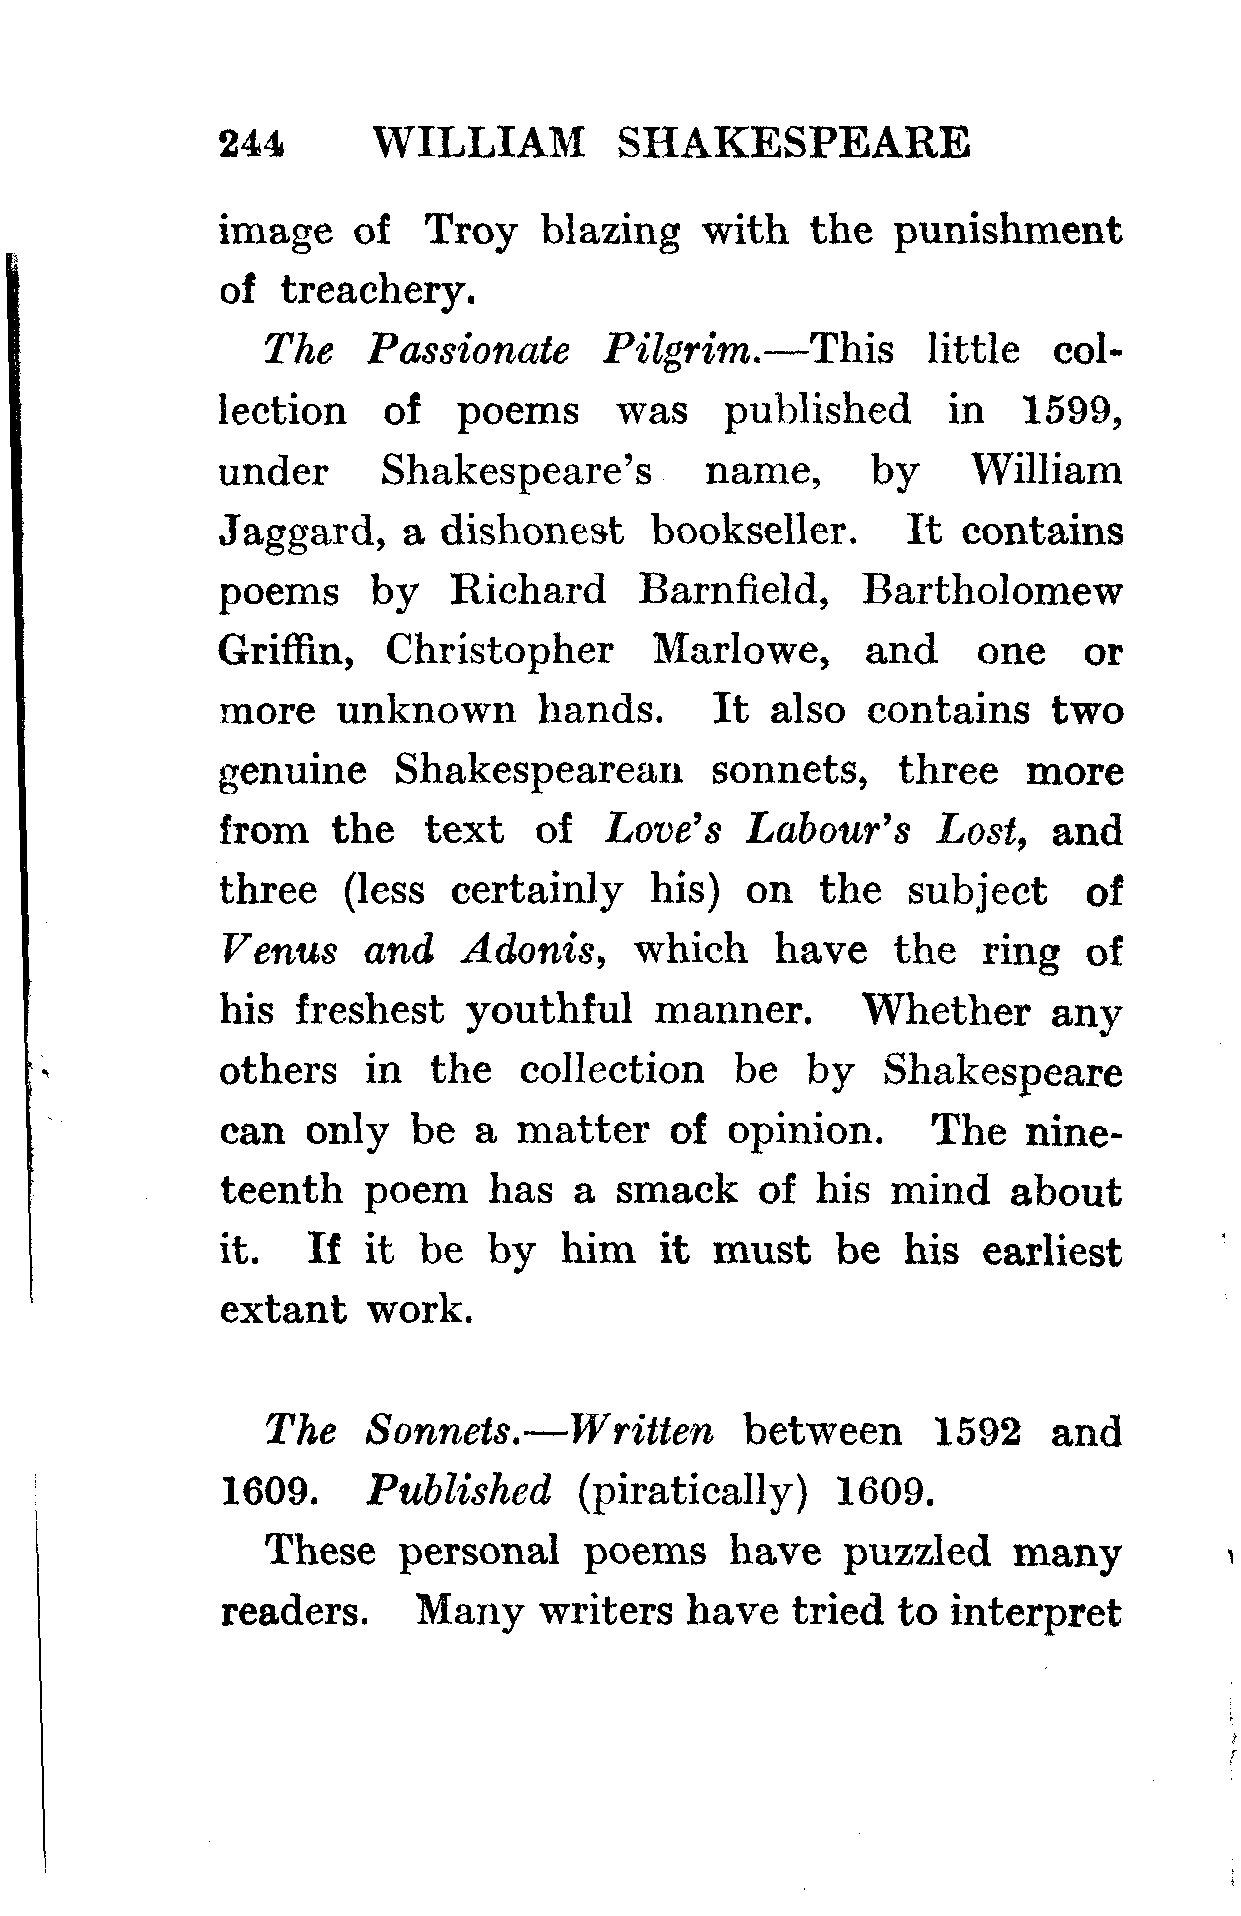 244 WILLIAM SHAKESPEARE
image of Troy blazing with the punishment
of treachery.
The Passionate Pilgrim.—This little col-
lection of poems was published in 1599,
under Shakespeare's name, by William
Jaggard, a dishonest bookseller. It contains
poems by Richard Barnfield, Bartholomew
Griffin, Christopher Marlowe, and one or
more unknown hands. It also contains two
genuine Shakespearean sonnets, three more
from the text of Love's Labour's Lost, and
three (less certainly his) on the subject of
Venus and Adonis, which have the ring of
his freshest youthful manner. Whether any
others in the collection be by Shakespeare
can only be a matter of opinion. The nine-
teenth poem has a smack of his mind about
it. If it be by him it must be his earliest
extant work.
The Sonnets.—Written between 1592 and
1609. Published (piratically) 1609.
These personal poems have puzzled many
readers. Many writers have tried to interpret